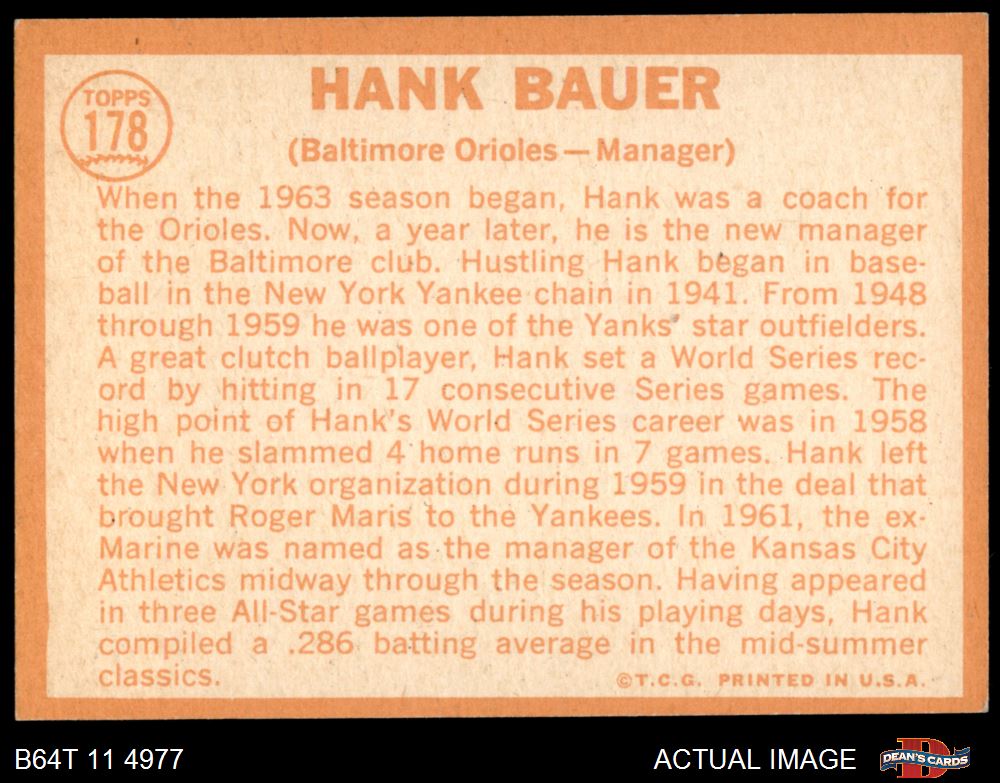 TOPPS
178
HANK BAUER
(Baltimore Orioles—Manager)
When the 1963 season began, Hank was a coach for
the Orioles. Now, a year later, he is the new manager
of the Baltimore club. Hustling Hank began in base-
ball in the New York Yankee chain in 1941. From 1948
through 1959 he was one of the Yanks' star outfielders.
A great clutch ballplayer, Hank set a World Series rec-
ord by hitting in 17 consecutive Series games. The
high point of Hank's World Series career was in 1958
when he slammed 4 home runs in 7 games. Hank left
the New York organization during 1959 in the deal that
brought Roger Maris to the Yankees. In 1961, the ex-
Marine was named as the manager of the Kansas City
Athletics midway through the season. Having appeared
in three All-Star games during his playing days, Hank
compiled a .286 batting average in the mid-summer
classics.
©T.C.G. PRINTED IN U.S.A.
B64T 11 4977
ACTUAL IMAGE
D
DEAN'S CARDS